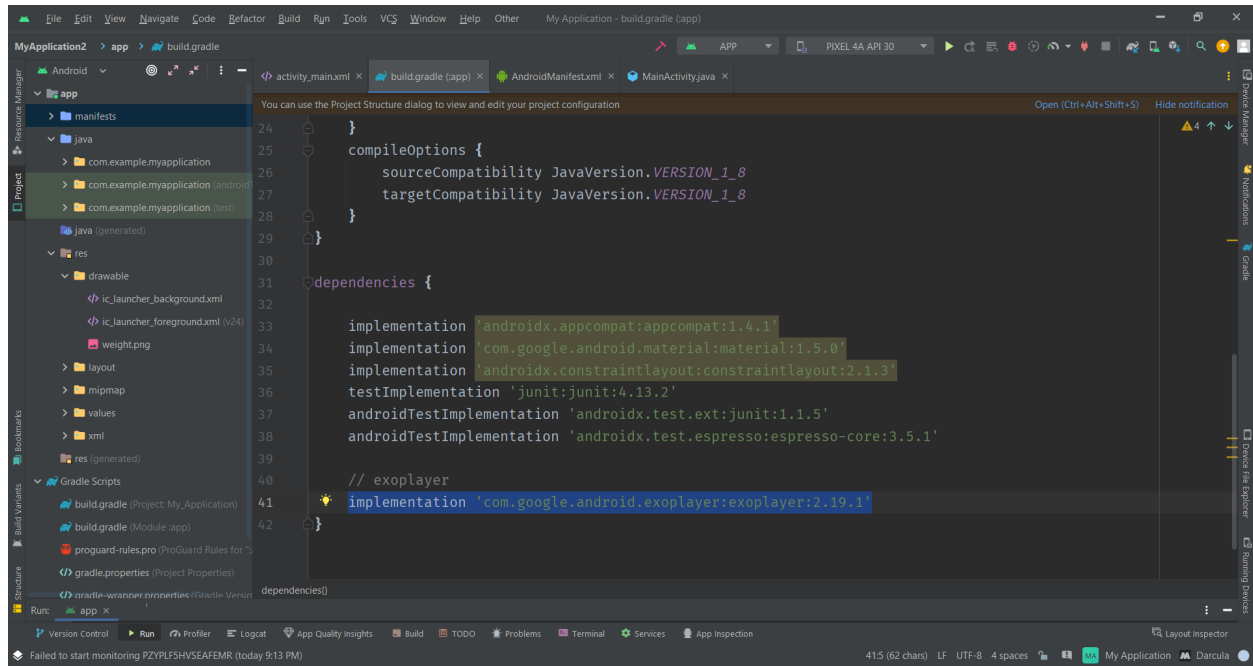 File Edit View Navigate Code Refactor Build Run Tools VCS Window Help Other My Application - build.gradle (:app)
MyApplication2 app build.gradle APP PIXEL 4A API 30
Android
activity_main.xml build.gradle (:app) AndroidManifest.xml MainActivity.java
You can use the Project Structure dialog to view and edit your project configuration Open (Ctrl+Alt+Shift+S) Hide notification
4
Resource Manager
Project
Bookmarks
Build Variants
Structure
app
manifests
java
com.example.myapplication
com.example.myapplication (android
com.example.myapplication (test)
java (generated)
res
drawable
ic_launcher_background.xml
ic_launcher_foreground.xml (v24)
weight.png
layout
mipmap
values
xml
res (generated)
Gradle Scripts
build.gradle (Project: My_Application)
build.gradle (Module :app)
proguard-rules.pro (ProGuard Rules for ":
gradle.properties (Project Properties)
gradle-wrapper.properties (Gradle Versio
24 }
25 compileOptions {
26 sourceCompatibility JavaVersion.VERSION_1_8
27 targetCompatibility JavaVersion.VERSION_1_8
28 }
29 }
30
31 dependencies {
32
33 implementation 'androidx.appcompat:appcompat:1.4.1'
34 implementation 'com.google.android.material:material:1.5.0'
35 implementation 'androidx.constraintlayout:constraintlayout:2.1.3'
36 testImplementation 'junit:junit:4.13.2'
37 androidTestImplementation 'androidx.test.ext:junit:1.1.5'
38 androidTestImplementation 'androidx.test.espresso:espresso-core:3.5.1'
39
40 // exoplayer
41 implementation 'com.google.android.exoplayer:exoplayer:2.19.1'
42 }
dependencies{}
Device Manager
Notifications
Gradle
Device File Explorer
Running Devices
Run: app
Version Control Run Profiler Logcat App Quality Insights Build TODO Problems Terminal Services App Inspection Layout Inspector
Failed to start monitoring PZYPLF5HVSEAFEMR (today 9:13 PM) 41:5 (62 chars) LF UTF-8 4 spaces MA My Application Darcula